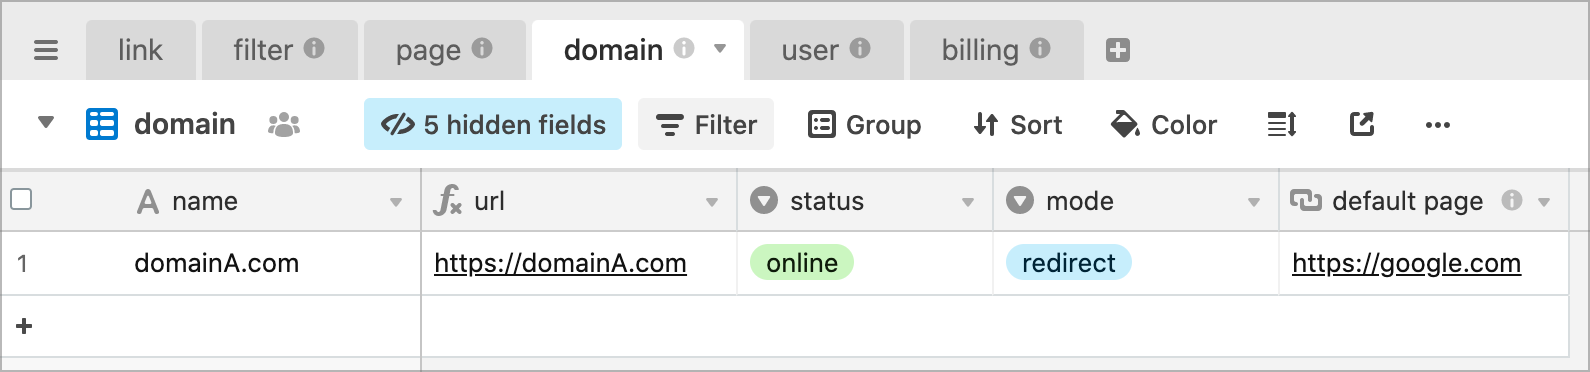 link filter page domain user billing
domain 5 hidden fields Filter Group Sort Color
name url status mode default page
1 domainA.com https://domainA.com online redirect https://google.com